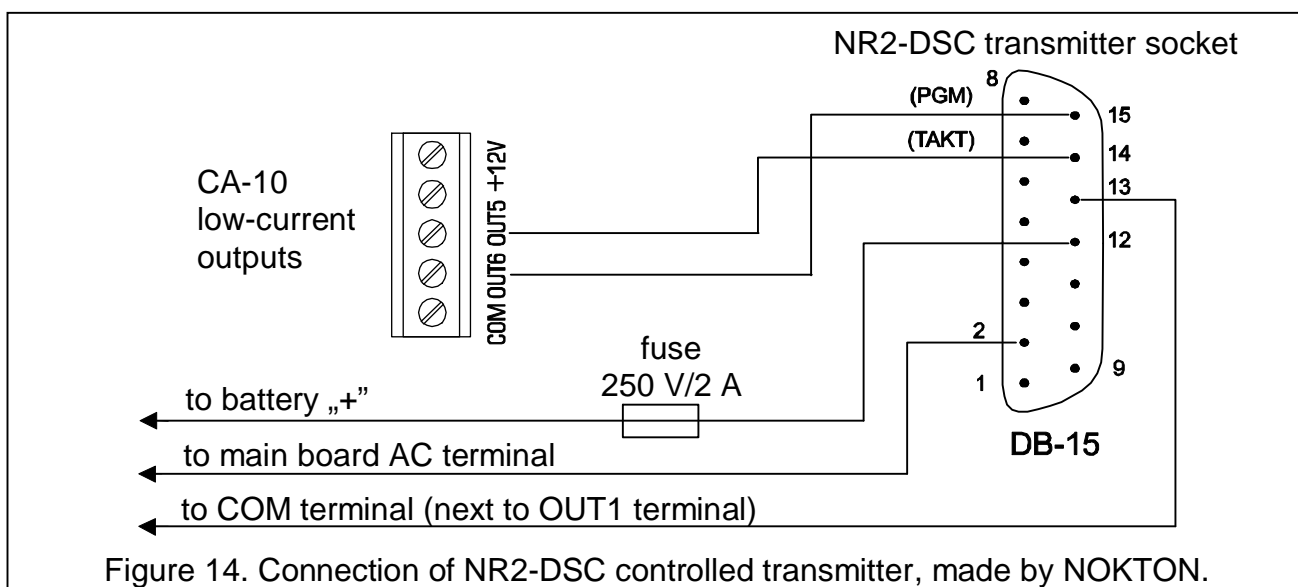 NR2-DSC transmitter socket
8
(PGM)
15
(TAKT)
14
13
12
CA-10
low-current
outputs
COM OUT6 OUT5 +12V
2
1
9
fuse
250 V/2 A
DB-15
to battery „+”
to main board AC terminal
to COM terminal (next to OUT1 terminal)
Figure 14. Connection of NR2-DSC controlled transmitter, made by NOKTON.